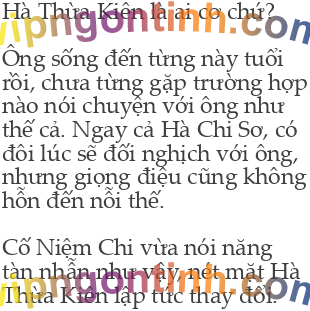 Hà Thừa Kiên là ai cơ chứ?
vipngontinh.com
Ông sống đến từng này tuổi
rồi, chưa từng gặp trường hợp
nào nói chuyện với ông như
thế cả. Ngay cả Hà Chi Sơ, có
đôi lúc sẽ đối nghịch với ông,
nhưng giọng điệu cũng không
hỗn đến nỗi thế.
Cố Niệm Chi vừa nói năng
tàn nhẫn như vậy, nét mặt Hà
Thừa Kiên lập tức thay đổi.
vipngontinh.com